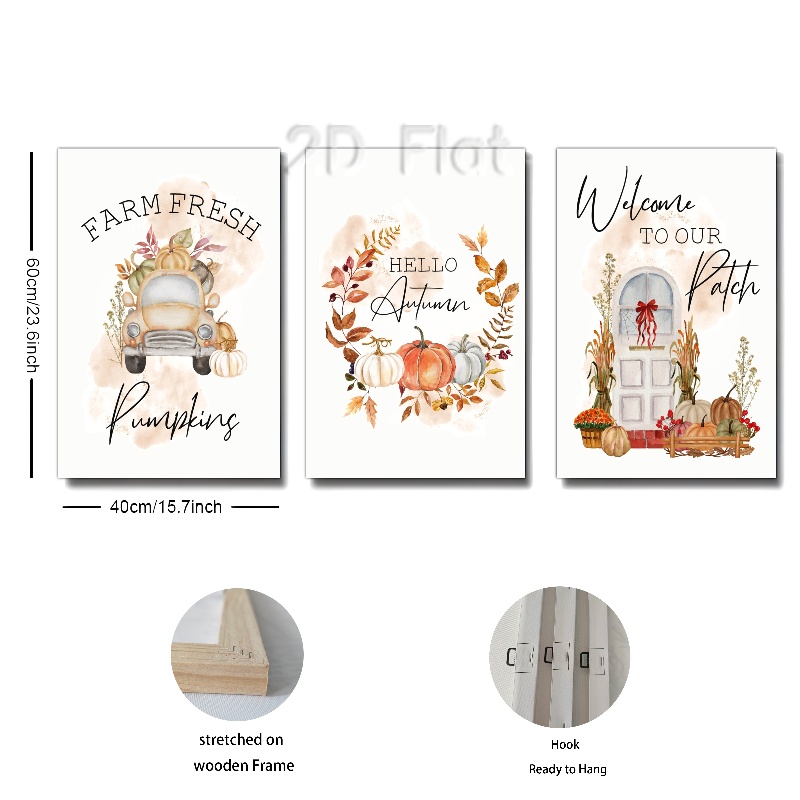 2D Flat
FARM FRESH
Pumpkins
HELLO
Autumn
Welcome
TO OUR
Patch
60cm/23.6inch
40cm/15.7inch
stretched on
wooden Frame
Hook
Ready to Hang